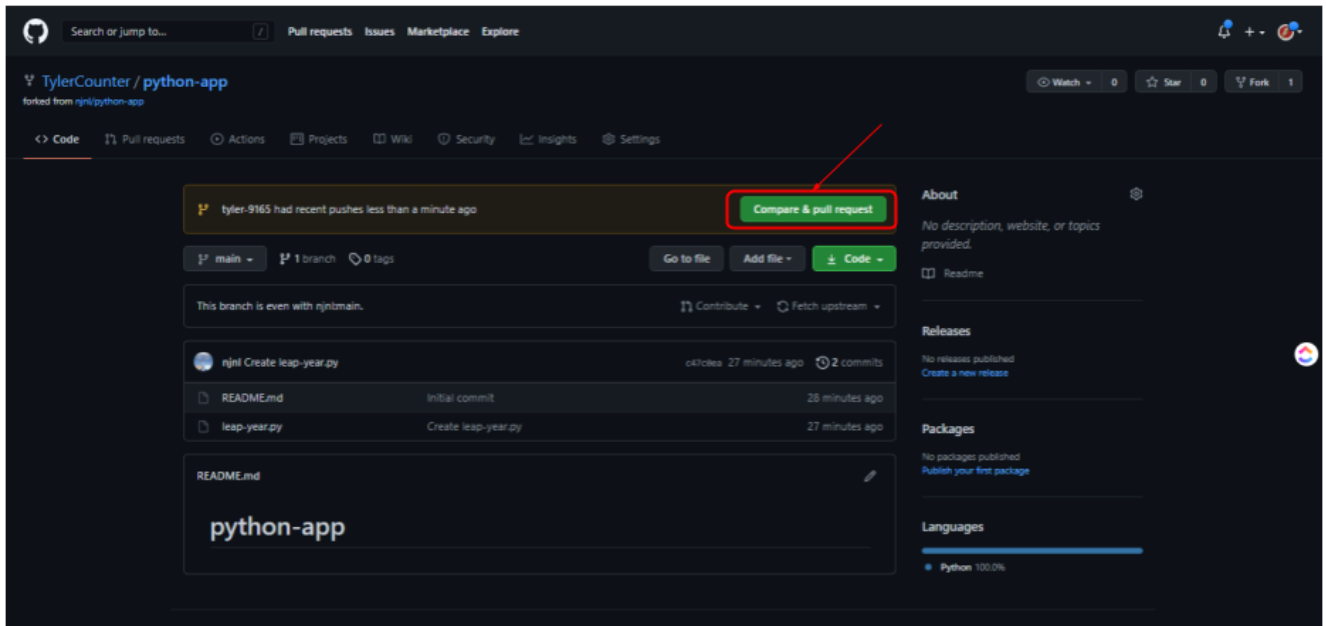 Search or jump to... /
Pull requests Issues Marketplace Explore
TylerCounter / python-app
forked from njnl/python-app
Watch 0 Star 0 Fork 1
<> Code Pull requests Actions Projects Wiki Security Insights Settings
tyler-9165 had recent pushes less than a minute ago
Compare & pull request
main 1 branch 0 tags
Go to file Add file Code
This branch is even with njnl:main.
Contribute Fetch upstream
njnl Create leap-year.py
27 minutes ago 2 commits
README.md Initial commit 28 minutes ago
leap-year.py Create leap-year.py 27 minutes ago
README.md
python-app
About
No description, website, or topics
provided.
Readme
Releases
No releases published
Create a new release
Packages
No packages published
Publish your first package
Languages
Python 100.0%